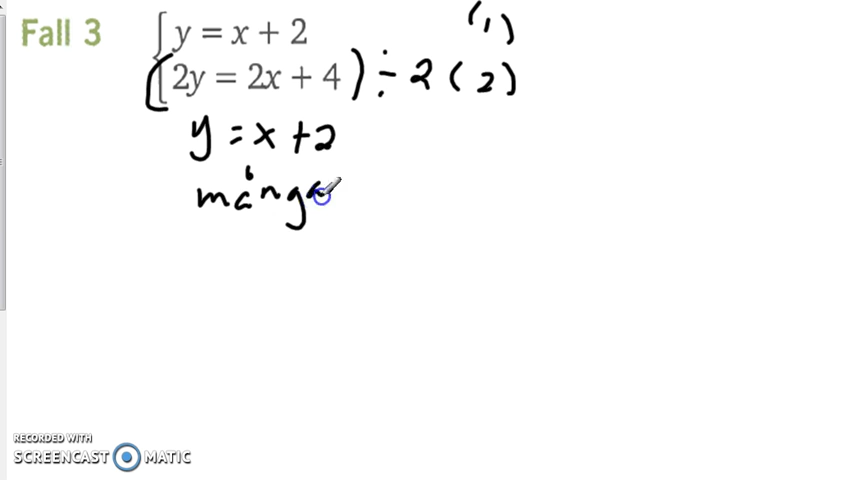 Fall 3
y = x + 2 (1)
(2y = 2x + 4) ÷ 2 (2)
y = x + 2
många
RECORDED WITH
SCREENCAST MATIC